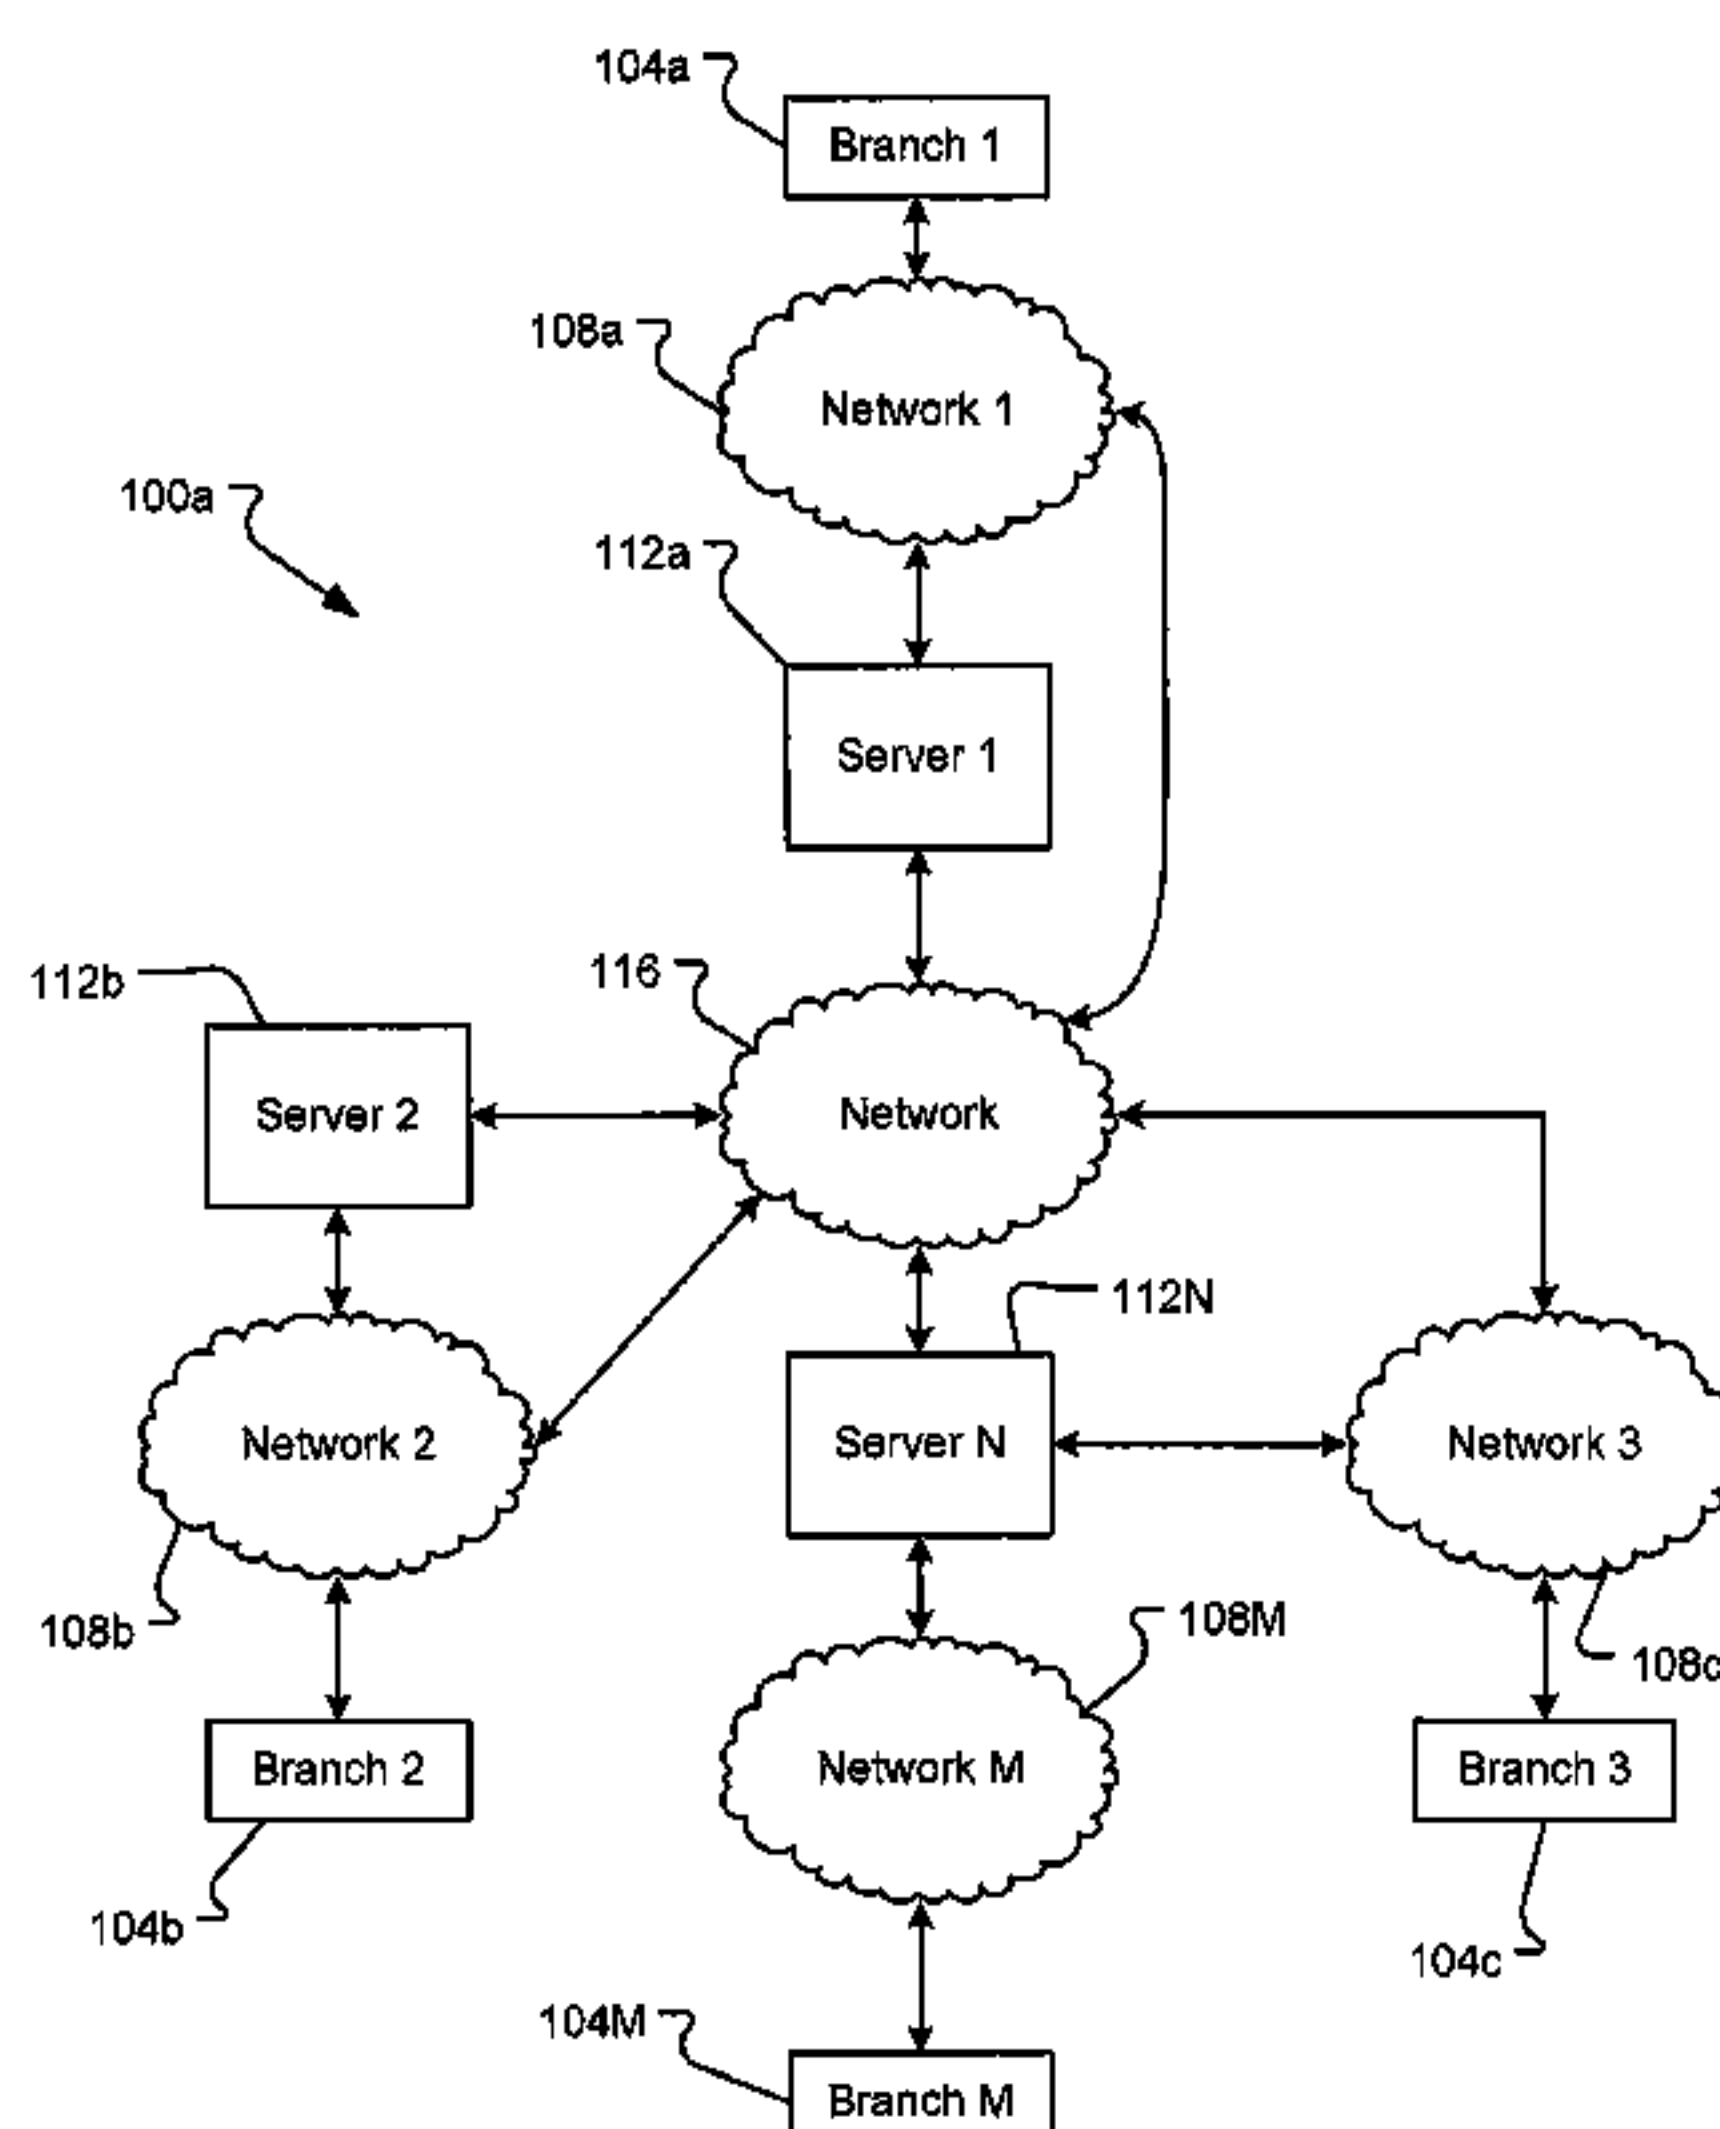 104a
Branch 1
108a
Network 1
100a
112a
Server 1
112b
116
Server 2
Network
112N
Network 2
Server N
Network 3
108b
108M
108c
Branch 2
Network M
Branch 3
104b
104c
104M
Branch M